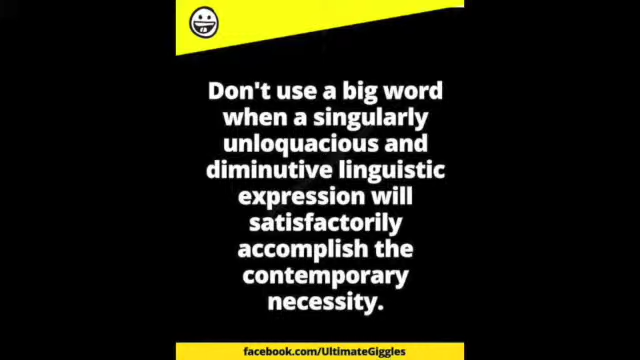 Don't use a big word
when a singularly
unloquacious and
diminutive linguistic
expression will
satisfactorily
accomplish the
contemporary
necessity.
facebook.com/UltimateGiggles